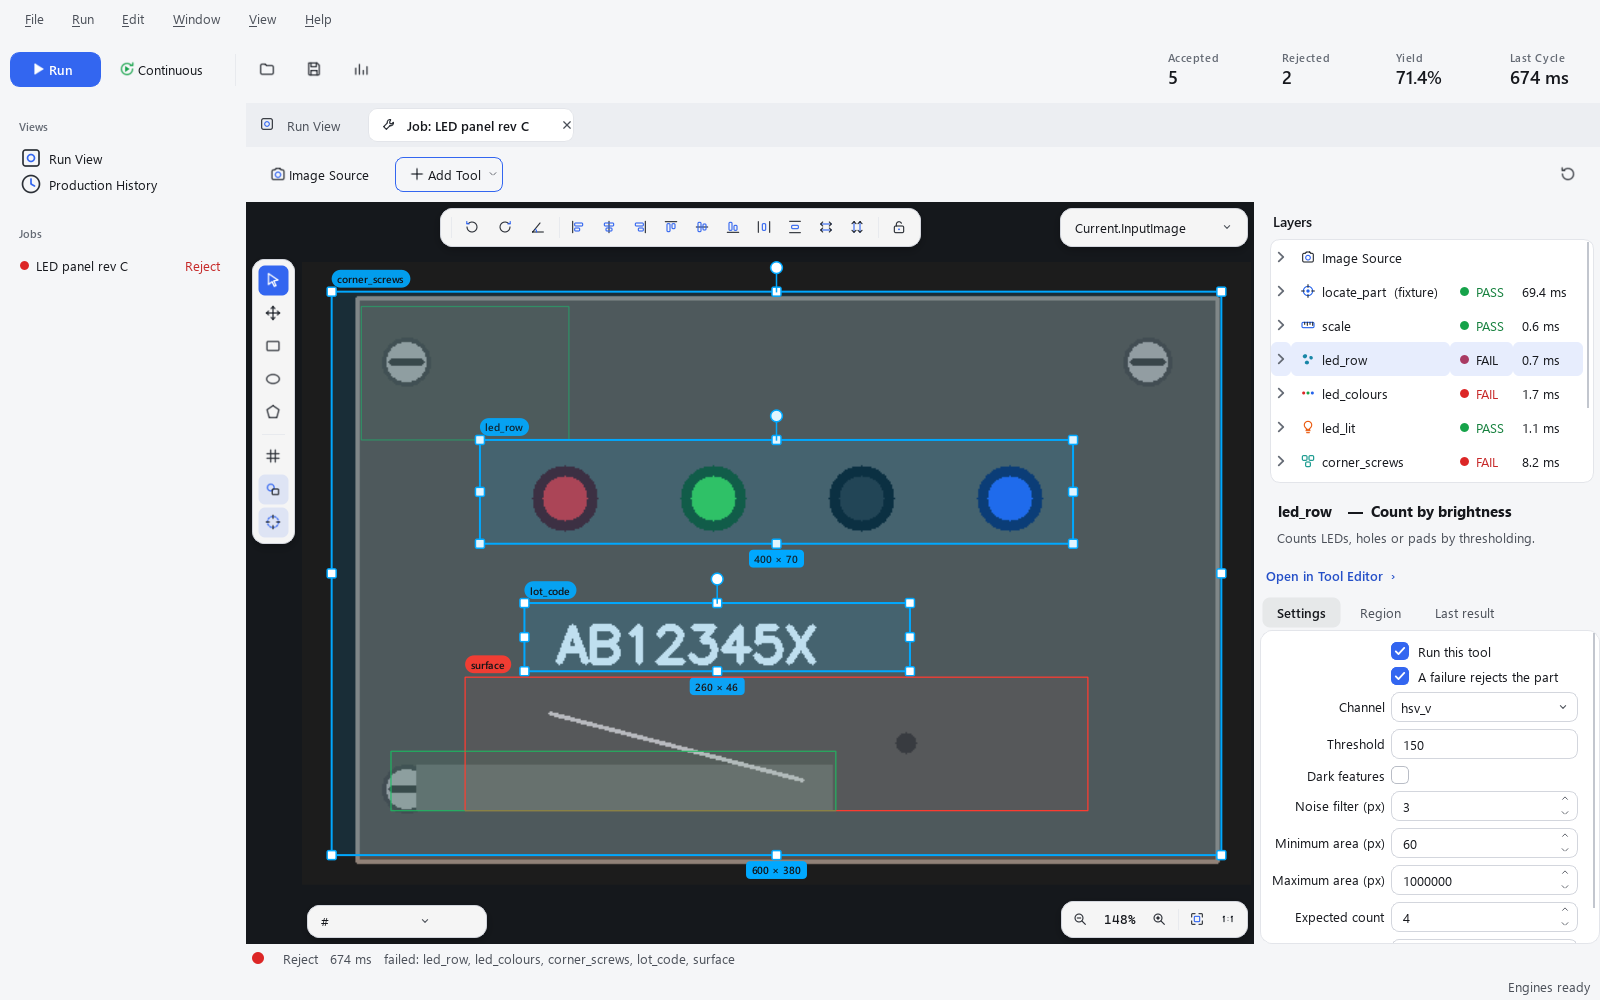 File Run Edit Window View Help
Run Continuous
Accepted 5
Rejected 2
Yield 71.4%
Last Cycle 674 ms
Views
Run View
Production History
Jobs
LED panel rev C Reject
Run View Job: LED panel rev C
Image Source Add Tool
Current.InputImage
corner_screws
led_row
400 × 70
lot_code
AB12345X
surface
260 × 46
600 × 380
#
148% 1:1
Layers
Image Source
locate_part (fixture) PASS 69.4 ms
scale PASS 0.6 ms
led_row FAIL 0.7 ms
led_colours FAIL 1.7 ms
led_lit PASS 1.1 ms
corner_screws FAIL 8.2 ms
led_row — Count by brightness
Counts LEDs, holes or pads by thresholding.
Open in Tool Editor ›
Settings Region Last result
Run this tool
A failure rejects the part
Channel hsv_v
Threshold 150
Dark features
Noise filter (px) 3
Minimum area (px) 60
Maximum area (px) 1000000
Expected count 4
Reject 674 ms failed: led_row, led_colours, corner_screws, lot_code, surface
Engines ready